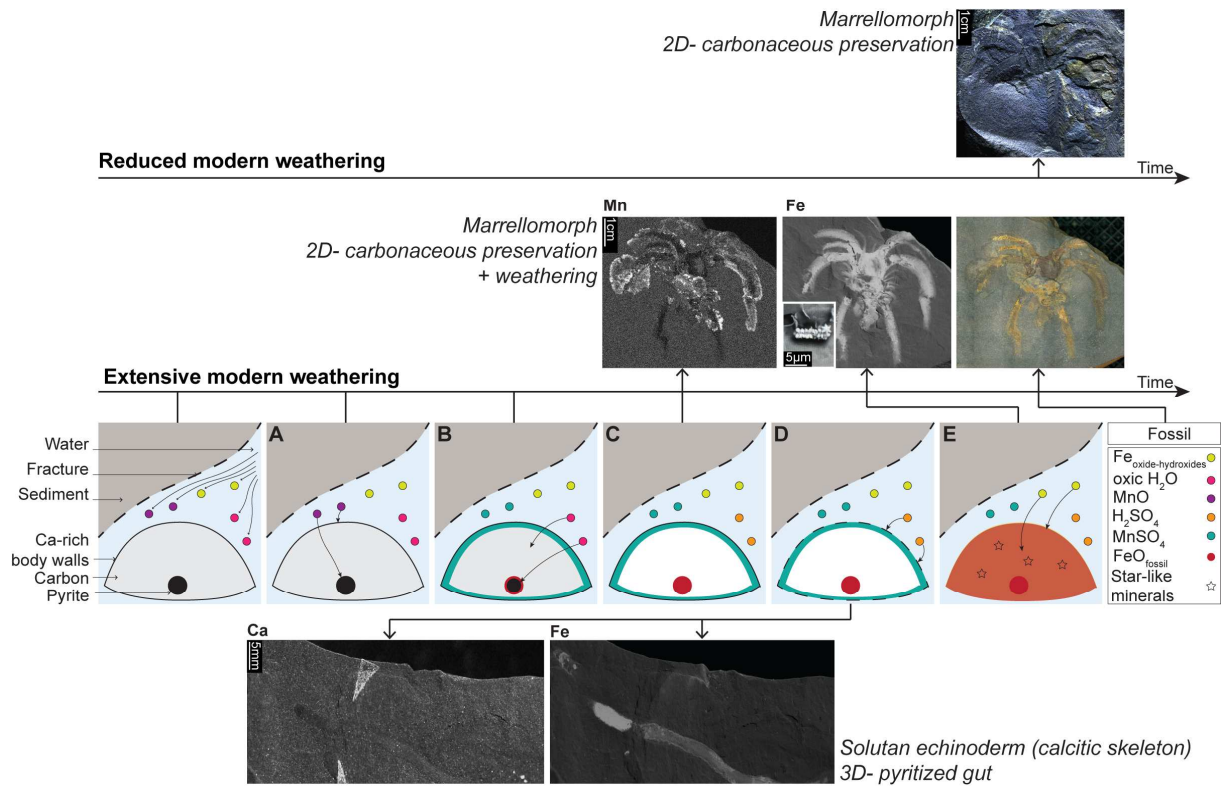 Marrellomorph
2D- carbonaceous preservation
1cm
Reduced modern weathering
Time
Marrellomorph
2D- carbonaceous preservation
+ weathering
Mn
1cm
Fe
5µm
Extensive modern weathering
Time
Water
Fracture
Sediment
Ca-rich
body walls
Carbon
Pyrite
A
B
C
D
E
Fossil
Fe oxide-hydroxides
oxic H2O
MnO
H2SO4
MnSO4
FeO fossil
Star-like
minerals
Ca
5mm
Fe
Solutan echinoderm (calcitic skeleton)
3D- pyritized gut